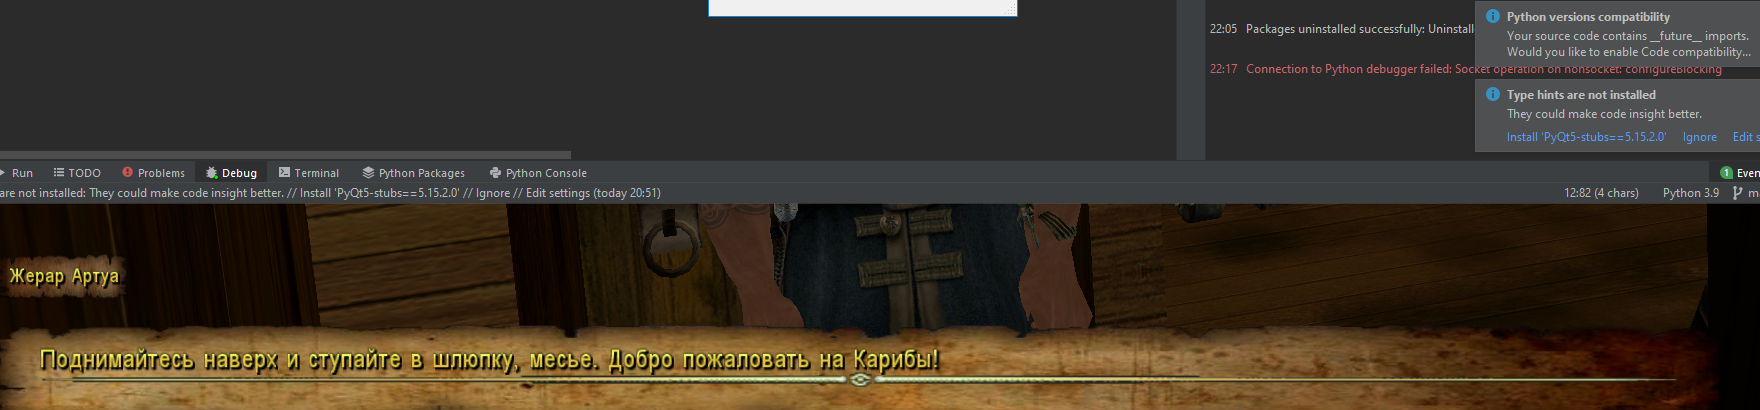 22:05 Packages uninstalled successfully: Uninstall
22:17 Connection to Python debugger failed: Socket operation on nonsocket: configureBlocking
Python versions compatibility
Your source code contains __future__ imports.
Would you like to enable Code compatibility...
Type hints are not installed
They could make code insight better.
Install 'PyQt5-stubs==5.15.2.0' Ignore Edit s
Run TODO Problems Debug Terminal Python Packages Python Console 1 Even
are not installed: They could make code insight better. // Install 'PyQt5-stubs==5.15.2.0' // Ignore // Edit settings (today 20:51) 12:82 (4 chars) Python 3.9 m
Жерар Артуа
Поднимайтесь наверх и ступайте в шлюпку, месье. Добро пожаловать на Карибы!